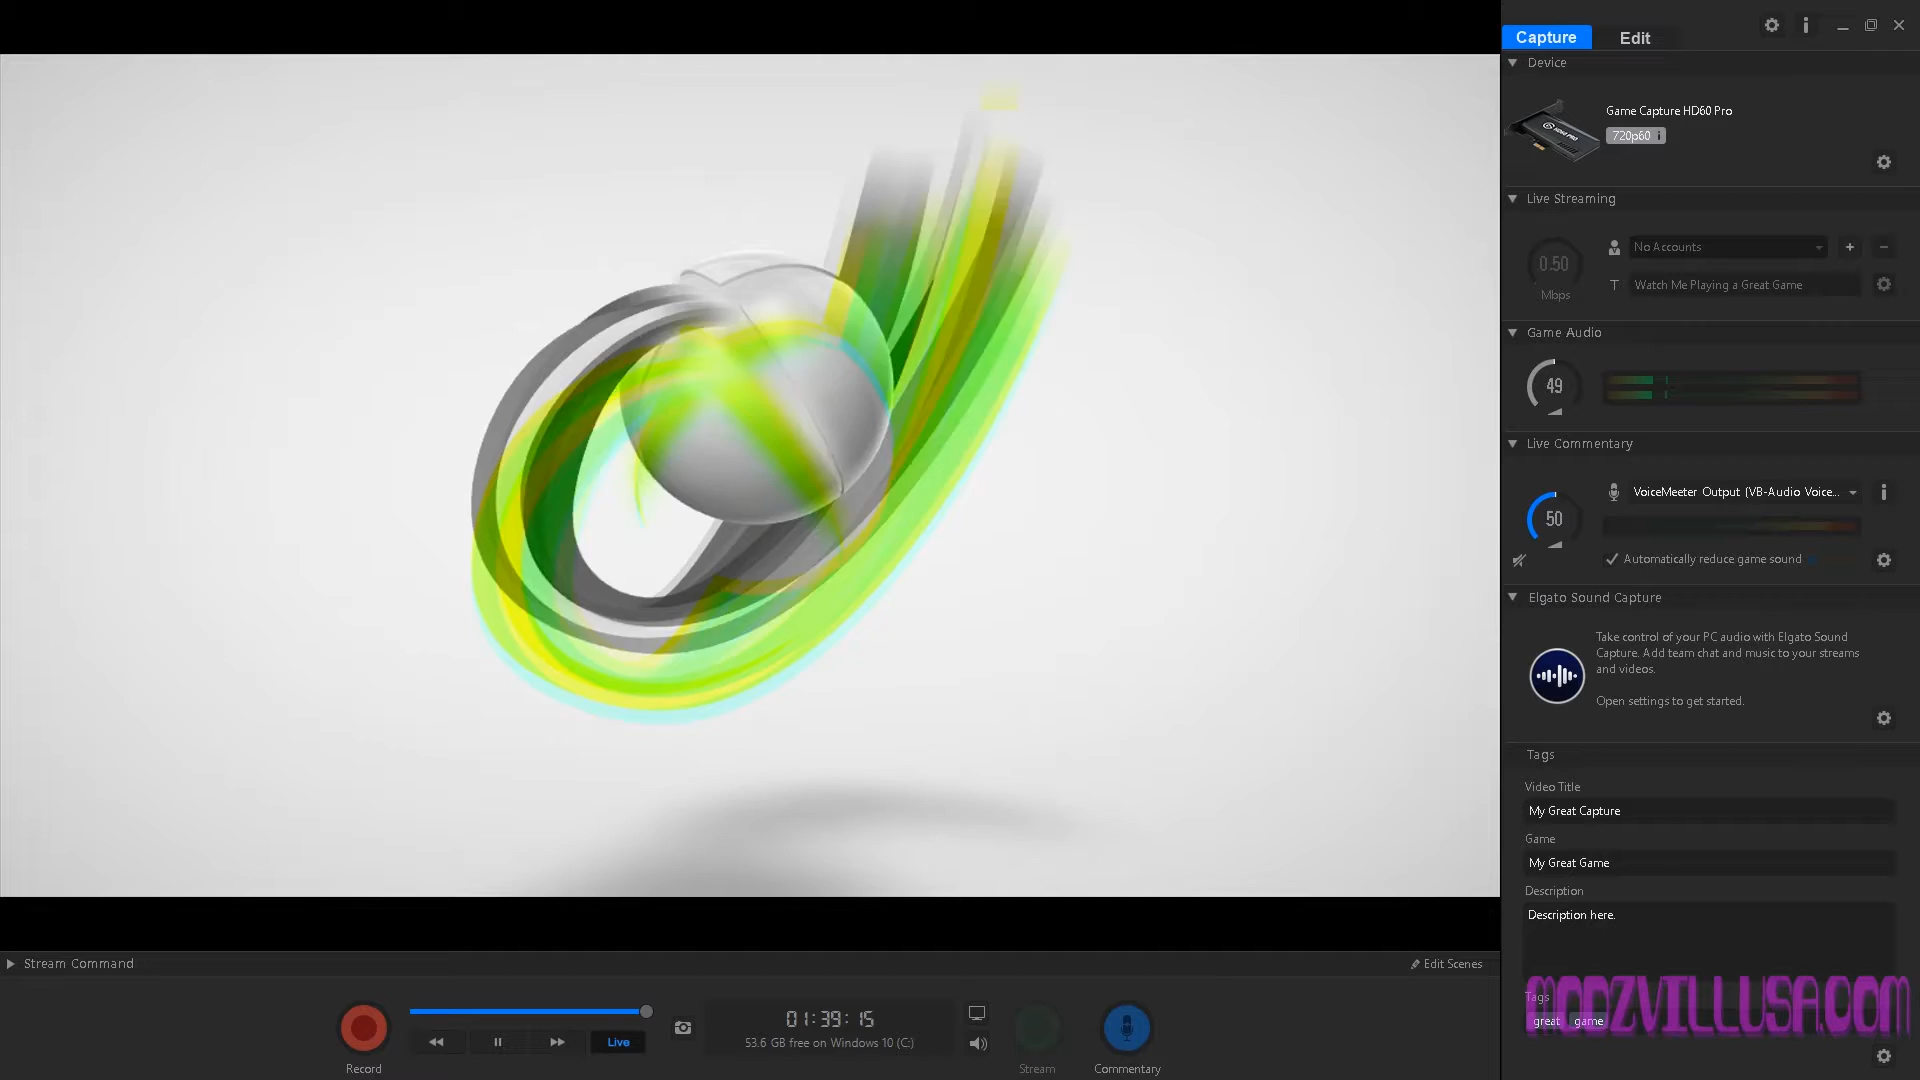 Capture Edit
Device
Game Capture HD60 Pro
720p60 i
HD60 PRO
Live Streaming
0.50
Mbps
No Accounts
T Watch Me Playing a Great Game
Game Audio
49
Live Commentary
VoiceMeeter Output (VB-Audio Voice...
50
Automatically reduce game sound
Elgato Sound Capture
Take control of your PC audio with Elgato Sound
Capture. Add team chat and music to your streams
and videos.
Open settings to get started.
Tags
Video Title
My Great Capture
Game
My Great Game
Description
Description here.
Tags
great game
MODZVILLUSA.COM
Stream Command
Edit Scenes
Live
01:39:15
53.6 GB free on Windows 10 (C:)
Record
Stream
Commentary